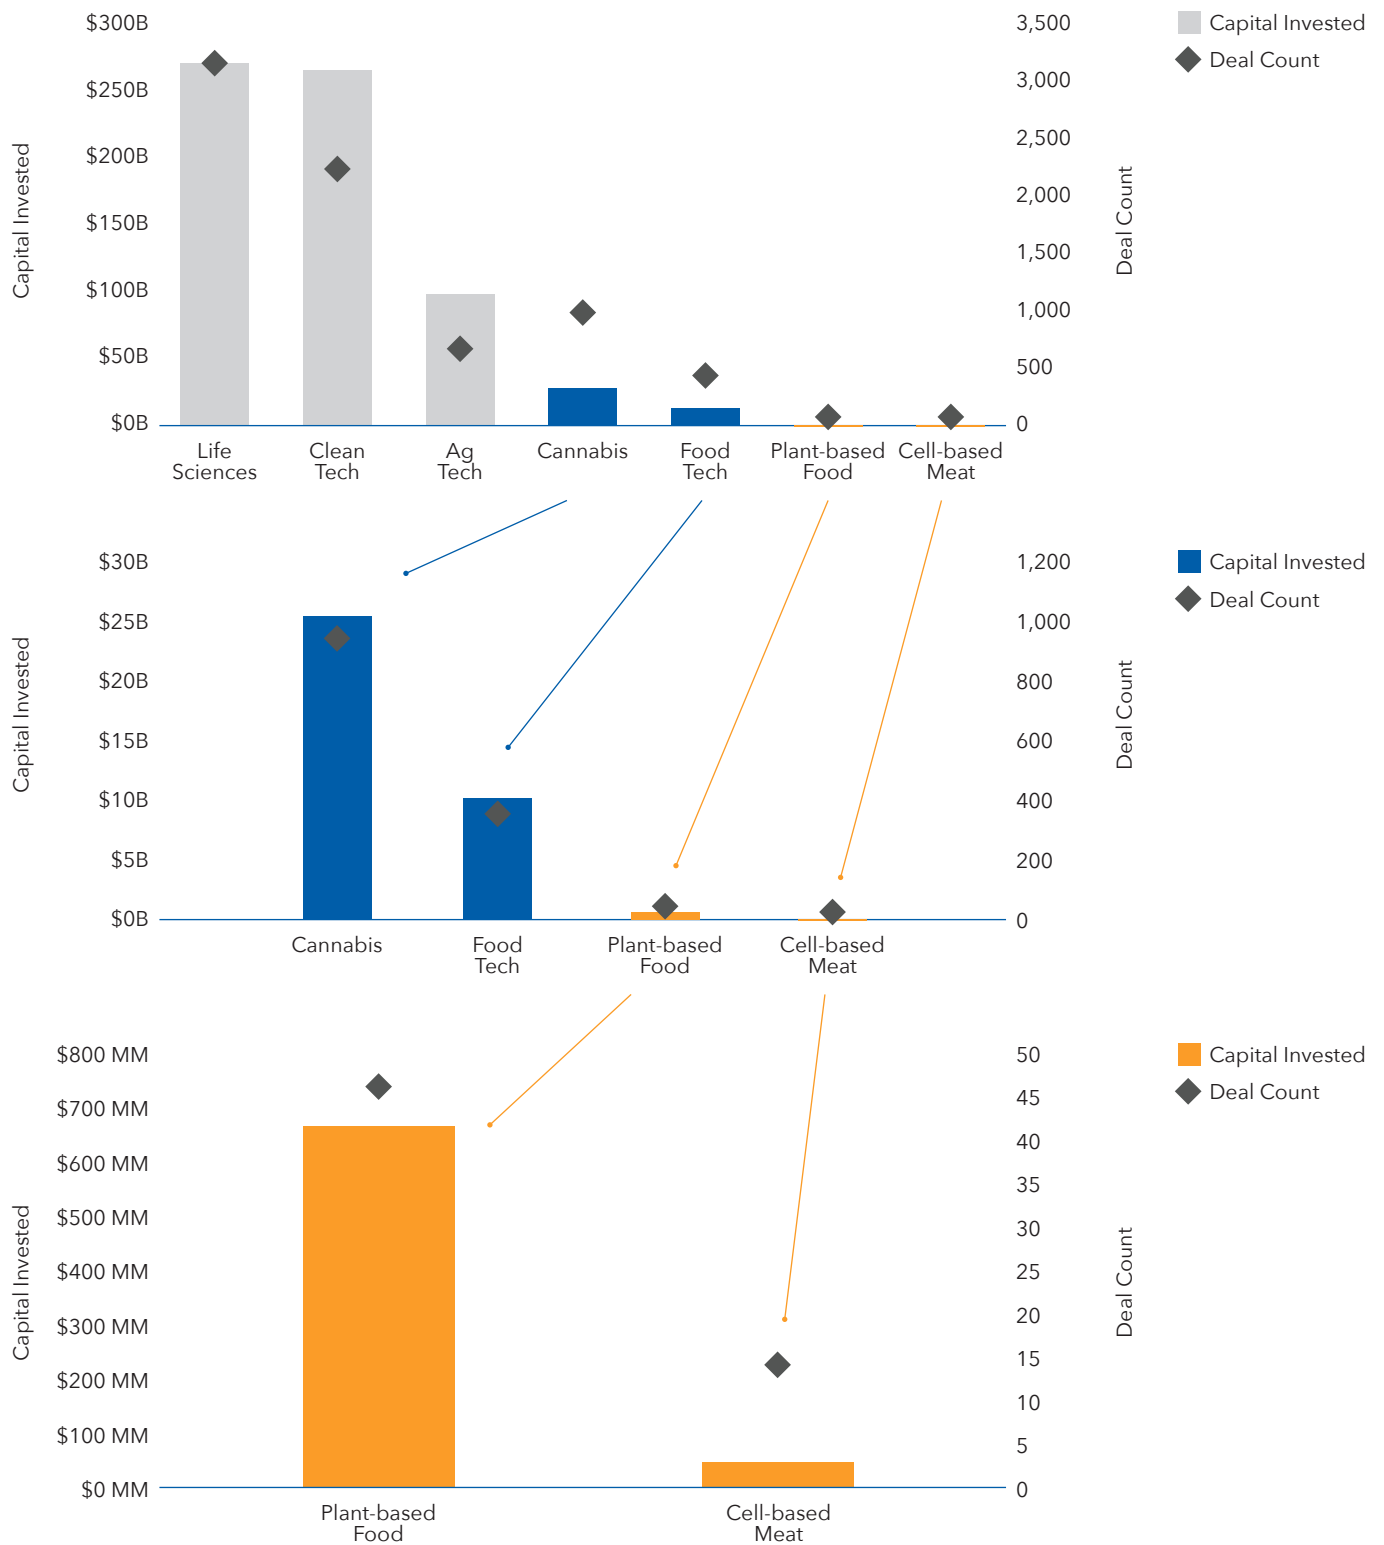 $300B
$250B
$200B
$150B
$100B
$50B
$0B
Capital Invested
3,500
3,000
2,500
2,000
1,500
1,000
500
0
Deal Count
Capital Invested
Deal Count
Life
Sciences
Clean
Tech
Ag
Tech
Cannabis
Food
Tech
Plant-based
Food
Cell-based
Meat
$30B
$25B
$20B
$15B
$10B
$5B
$0B
Capital Invested
1,200
1,000
800
600
400
200
0
Deal Count
Capital Invested
Deal Count
Cannabis
Food
Tech
Plant-based
Food
Cell-based
Meat
$800 MM
$700 MM
$600 MM
$500 MM
$400 MM
$300 MM
$200 MM
$100 MM
$0 MM
Capital Invested
50
45
40
35
30
25
20
15
10
5
0
Deal Count
Capital Invested
Deal Count
Plant-based
Food
Cell-based
Meat